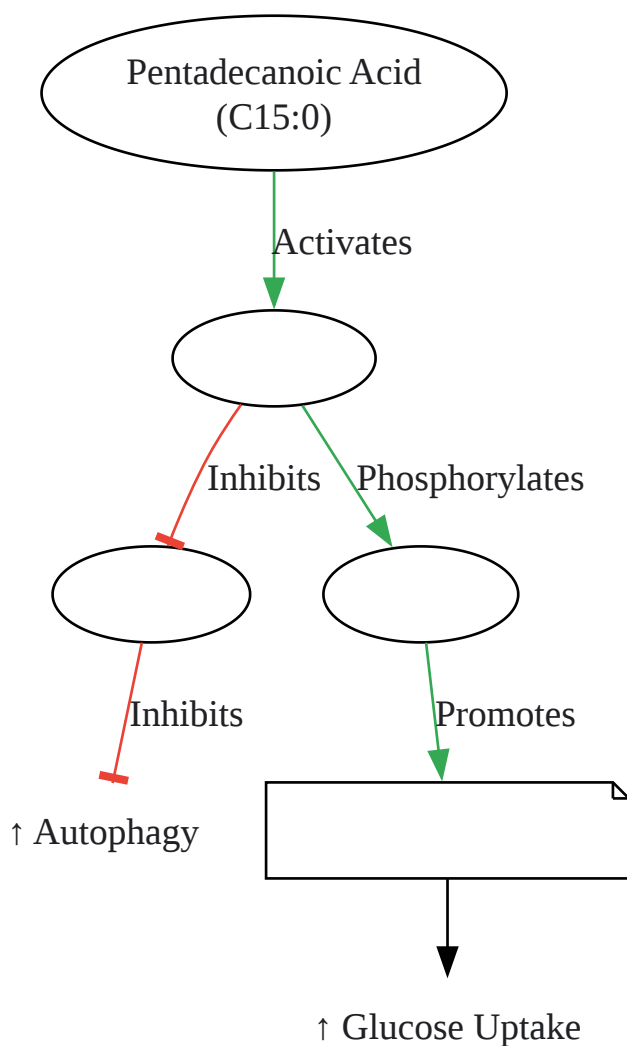 Pentadecanoic Acid
(C15:0)
Activates
Inhibits
Phosphorylates
Inhibits
Promotes
↑ Autophagy
↑ Glucose Uptake